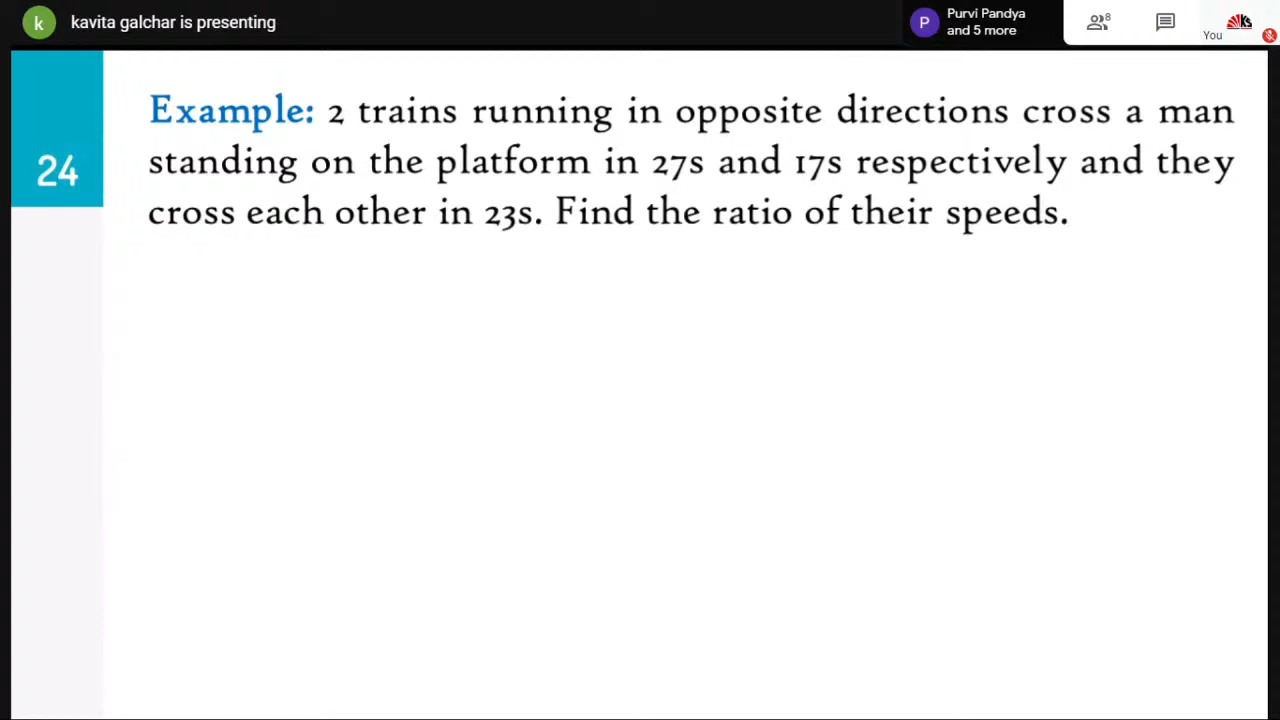 k
kavita galchar is presenting
P
Purvi Pandya
and 5 more
8
You
ks
24
Example: 2 trains running in opposite directions cross a man
standing on the platform in 27s and 17s respectively and they
cross each other in 23s. Find the ratio of their speeds.